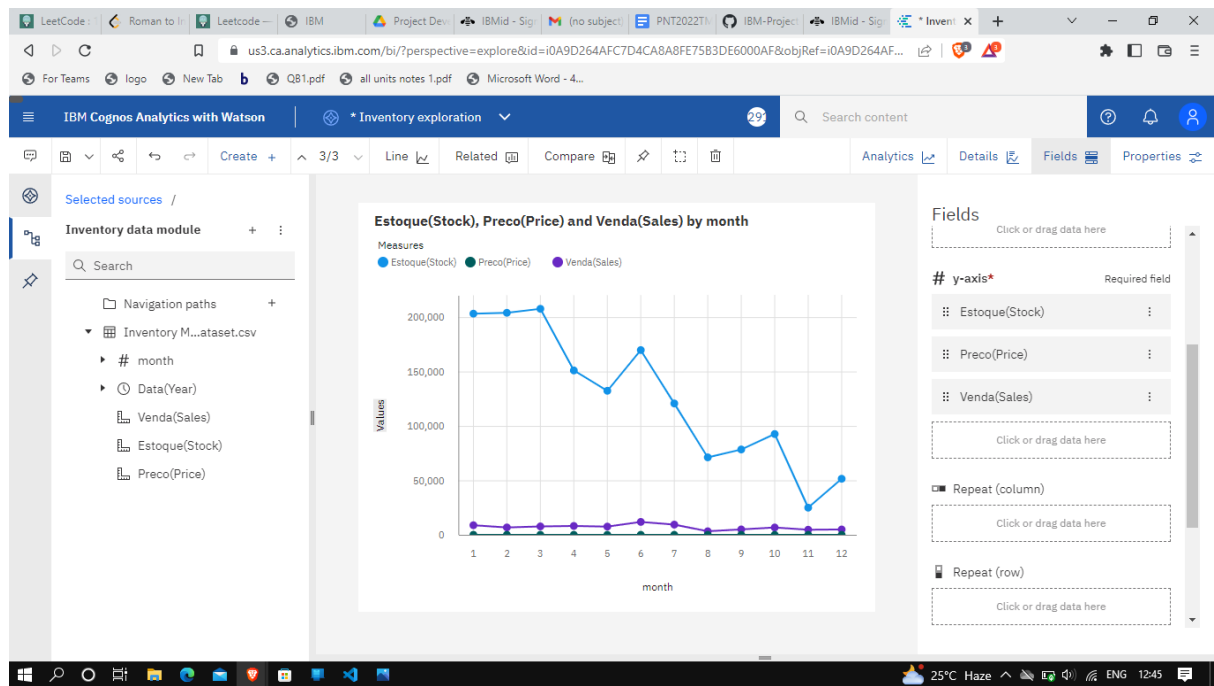 LeetCode :
Roman to In
Leetcode —
IBM
Project Dev
IBMid - Sig
(no subject)
PNT2022TM
IBM-Project
IBMid - Sig
* Invent
us3.ca.analytics.ibm.com/bi/?perspective=explore&id=i0A9D264AFC7D4CA8A8FE75B3DE6000AF&objRef=i0A9D264AF...
For Teams
logo
New Tab
QB1.pdf
all units notes 1.pdf
Microsoft Word - 4...
IBM Cognos Analytics with Watson
* Inventory exploration
Search content
Create +
3/3
Line
Related
Compare
Analytics
Details
Fields
Properties
Selected sources /
Inventory data module
Search
Navigation paths
Inventory M...ataset.csv
# month
Data(Year)
Venda(Sales)
Estoque(Stock)
Preco(Price)
Estoque(Stock), Preco(Price) and Venda(Sales) by month
Measures
Estoque(Stock) Preco(Price) Venda(Sales)
Values
200,000
150,000
100,000
50,000
0
1 2 3 4 5 6 7 8 9 10 11 12
month
Fields
Click or drag data here
# y-axis* Required field
Estoque(Stock)
Preco(Price)
Venda(Sales)
Click or drag data here
Repeat (column)
Click or drag data here
Repeat (row)
Click or drag data here
25°C Haze
ENG
12:45